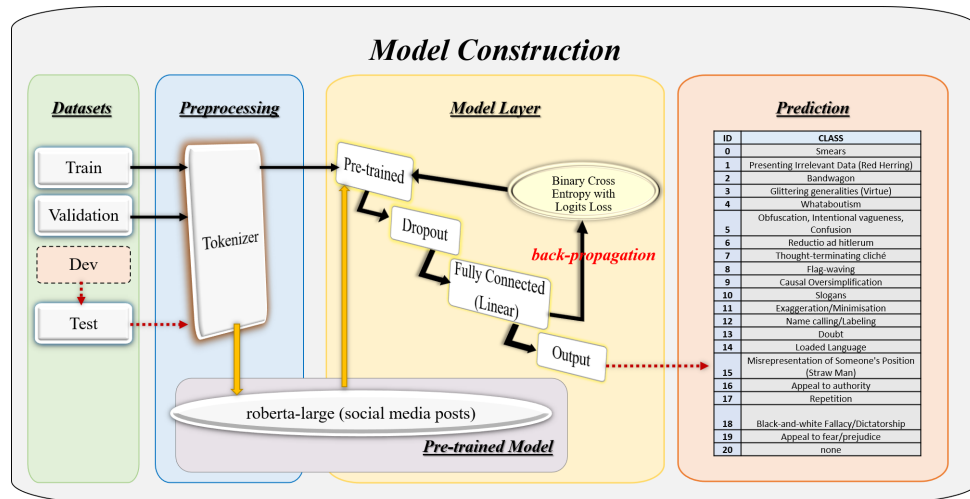 Model Construction
Datasets
Train
Validation
Dev
Test
Preprocessing
Tokenizer
Model Layer
Pre-trained
Dropout
Fully Connected
(Linear)
Output
Binary Cross
Entropy with
Logits Loss
back-propagation
roberta-large (social media posts)
Pre-trained Model
Prediction
ID CLASS
0 Smears
1 Presenting Irrelevant Data (Red Herring)
2 Bandwagon
3 Glittering generalities (Virtue)
4 Whataboutism
Obfuscation, Intentional vagueness,
5 Confusion
6 Reductio ad hitlerum
7 Thought-terminating cliché
8 Flag-waving
9 Causal Oversimplification
10 Slogans
11 Exaggeration/Minimisation
12 Name calling/Labeling
13 Doubt
14 Loaded Language
Misrepresentation of Someone's Position
15 (Straw Man)
16 Appeal to authority
17 Repetition
18 Black-and-white Fallacy/Dictatorship
19 Appeal to fear/prejudice
20 none